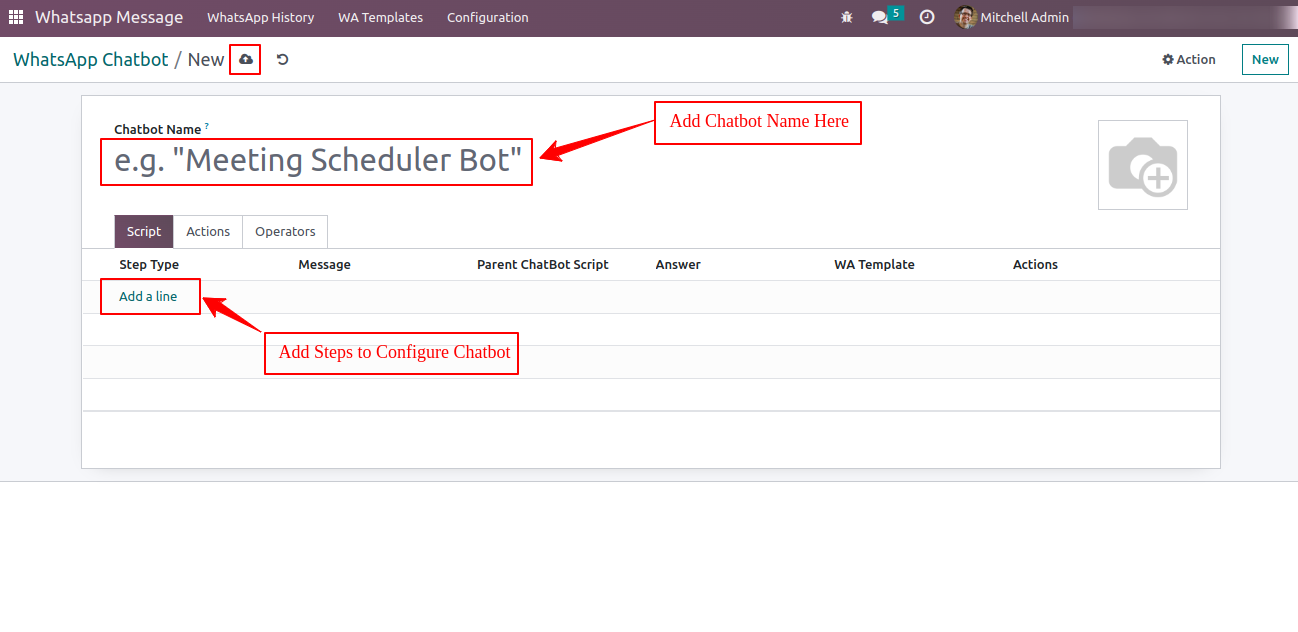 Whatsapp Message WhatsApp History WA Templates Configuration 5 Mitchell Admin
WhatsApp Chatbot / New Action New
Chatbot Name ?
Add Chatbot Name Here
e.g. "Meeting Scheduler Bot"
Script Actions Operators
Step Type Message Parent ChatBot Script Answer WA Template Actions
Add a line
Add Steps to Configure Chatbot